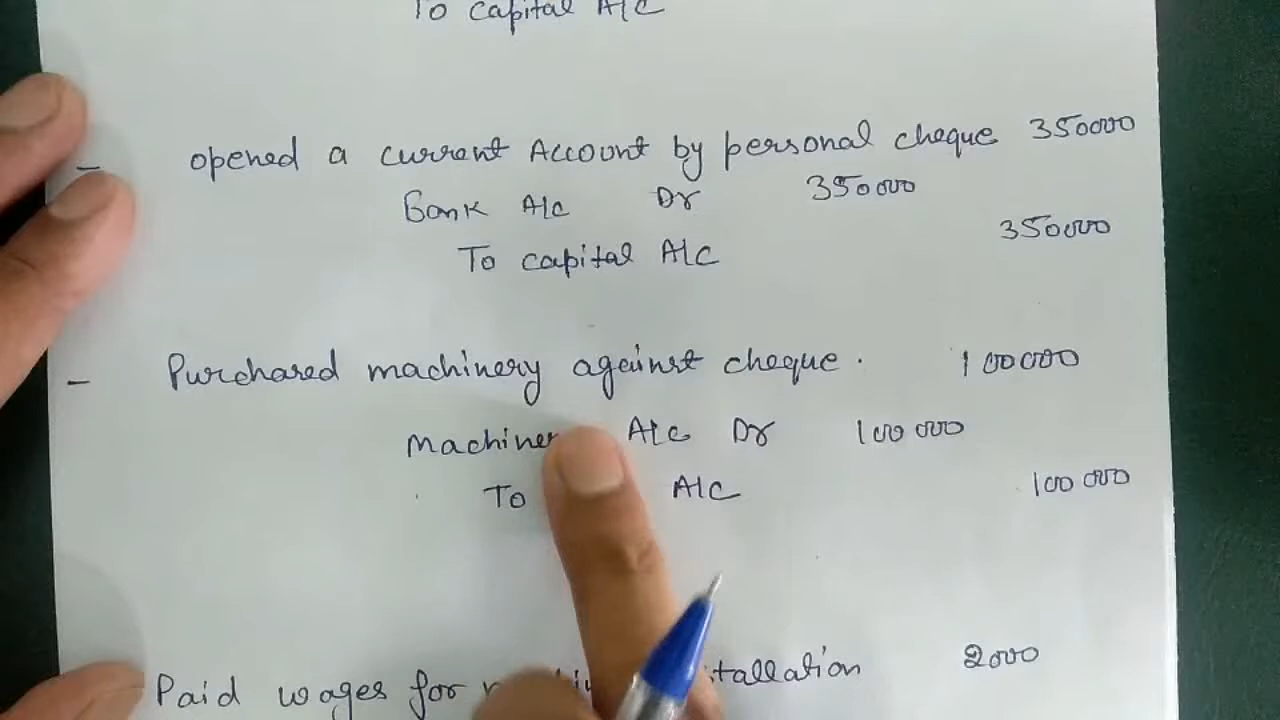 To capital A/C
- opened a current Account by personal cheque 350000
Bank A/c Dr 350000
350000
To capital A/C
- Purchased machinery against cheque. 100000
Machiner A/c Dr 100000
To A/C 100000
Paid wages for tallation 2000